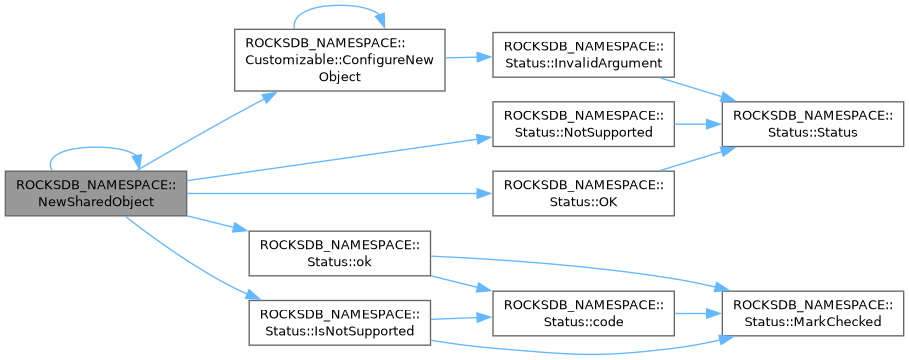 ROCKSDB_NAMESPACE::
NewSharedObject
ROCKSDB_NAMESPACE::
Customizable::ConfigureNew
Object
ROCKSDB_NAMESPACE::
Status::InvalidArgument
ROCKSDB_NAMESPACE::
Status::Status
ROCKSDB_NAMESPACE::
Status::NotSupported
ROCKSDB_NAMESPACE::
Status::OK
ROCKSDB_NAMESPACE::
Status::ok
ROCKSDB_NAMESPACE::
Status::code
ROCKSDB_NAMESPACE::
Status::MarkChecked
ROCKSDB_NAMESPACE::
Status::IsNotSupported